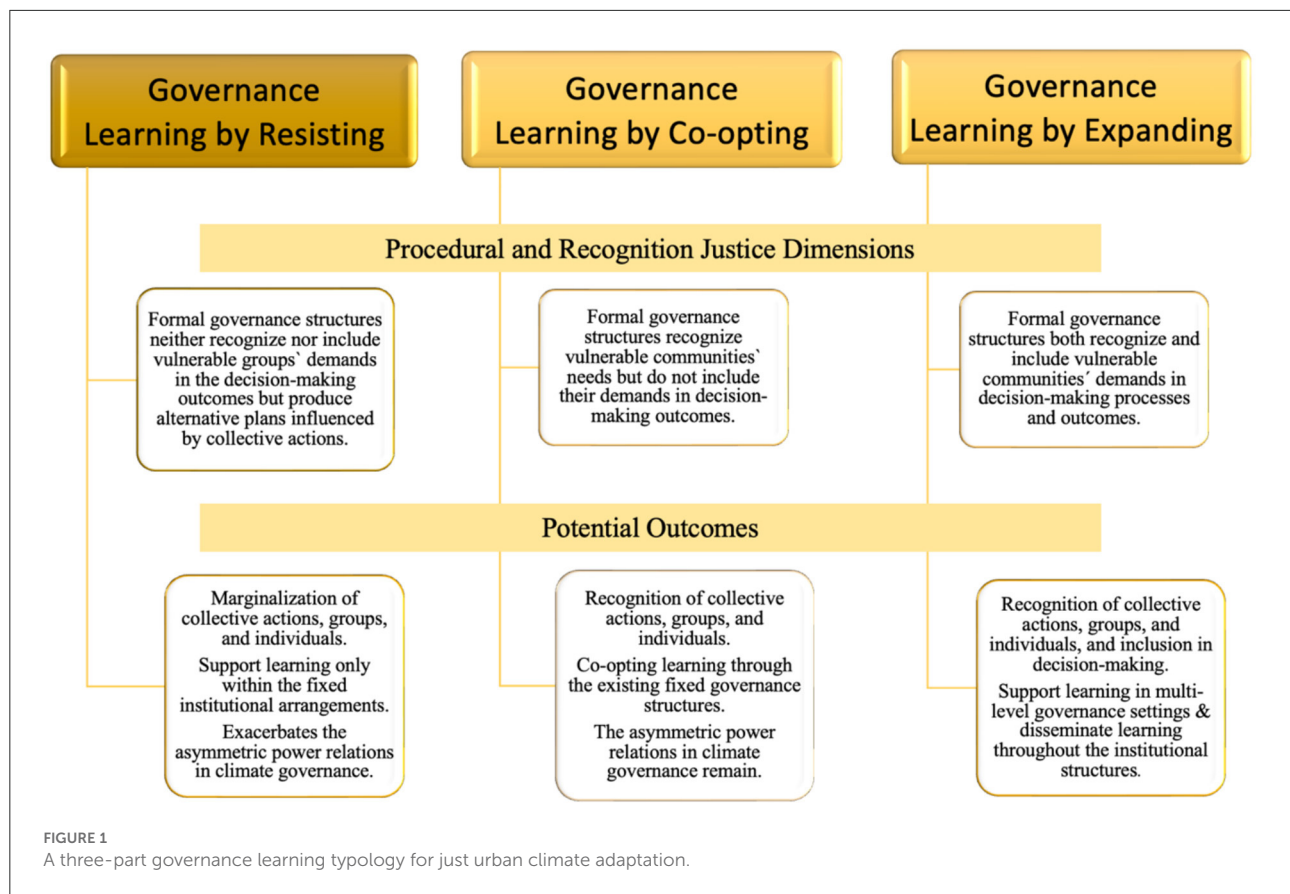 Governance
Learning by Resisting
Governance
Learning by Co-opting
Governance
Learning by Expanding
Procedural and Recognition Justice Dimensions
Formal governance structures
neither recognize nor include
vulnerable groups` demands
in the decision-making
outcomes but produce
alternative plans influenced
by collective actions.
Formal governance
structures recognize
vulnerable communities`
needs but do not include
their demands in decision-
making outcomes.
Formal governance
structures both recognize and
include vulnerable
communities´ demands in
decision-making processes
and outcomes.
Potential Outcomes
Marginalization of
collective actions, groups,
and individuals.
Support learning only
within the fixed
institutional arrangements.
Exacerbates the
asymmetric power relations
in climate governance.
Recognition of collective
actions, groups, and
individuals.
Co-opting learning through
the existing fixed governance
structures.
The asymmetric power
relations in climate
governance remain.
Recognition of collective
actions, groups, and
individuals, and inclusion in
decision-making.
Support learning in multi-
level governance settings &
disseminate learning
throughout the institutional
structures.
FIGURE 1
A three-part governance learning typology for just urban climate adaptation.